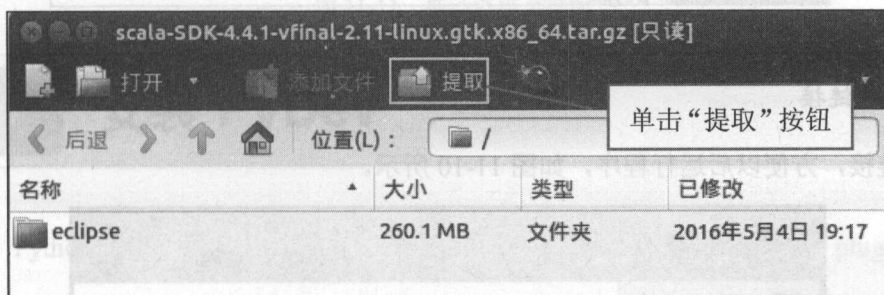 scala-SDK-4.4.1-vfinal-2.11-linux.gtk.x86_64.tar.gz [只读]
打开 添加文件 提取
单击“提取”按钮
后退 位置(L): /
名称 大小 类型 已修改
eclipse 260.1 MB 文件夹 2016年5月4日 19:17